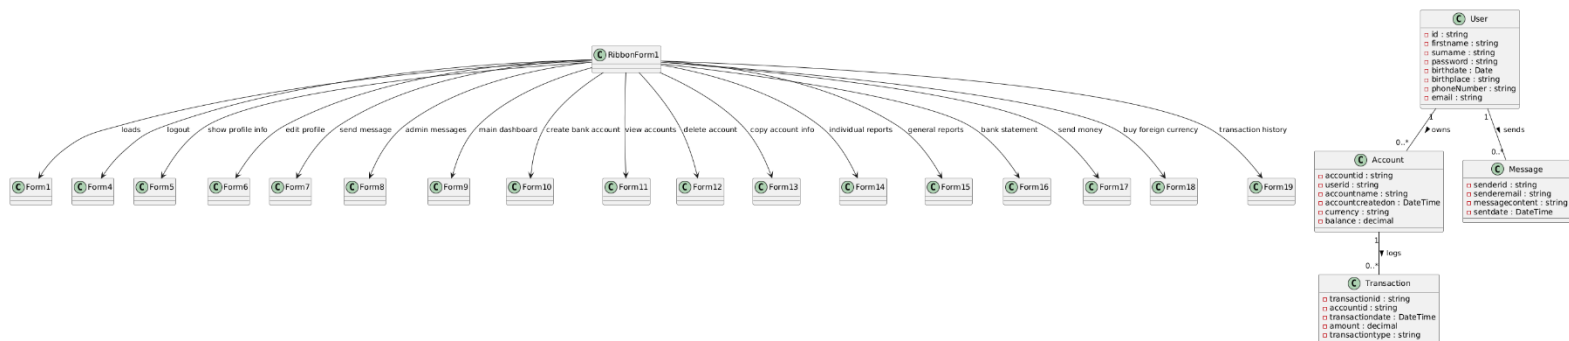 C RibbonForm1
loads
logout
show profile info
edit profile
send message
admin messages
main dashboard
create bank account
view accounts
delete account
copy account info
individual reports
general reports
bank statement
send money
buy foreign currency
transaction history
C Form1
C Form4
C Form5
C Form6
C Form7
C Form8
C Form9
C Form10
C Form11
C Form12
C Form13
C Form14
C Form15
C Form16
C Form17
C Form18
C Form19
C User
id : string
firstname : string
surname : string
password : string
birthdate : Date
birthplace : string
phoneNumber : string
email : string
1
owns
0..*
1
sends
0..*
C Account
accountid : string
userid : string
accountname : string
accountcreatedon : DateTime
currency : string
balance : decimal
C Message
senderid : string
senderemail : string
messagecontent : string
sentdate : DateTime
1
logs
0..*
C Transaction
transactionid : string
accountid : string
transactiondate : DateTime
amount : decimal
transactiontype : string